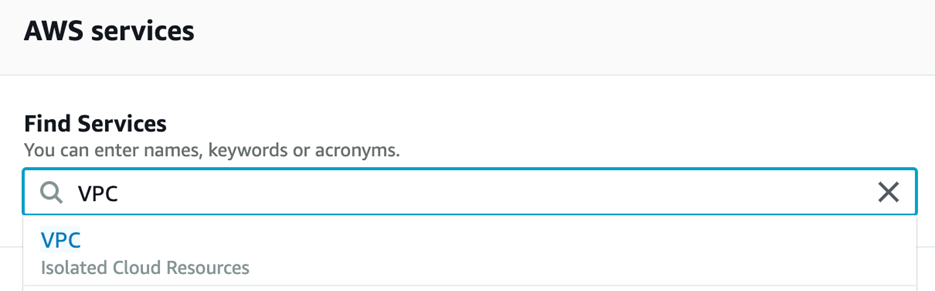 AWS services
Find Services
You can enter names, keywords or acronyms.
VPC
VPC
Isolated Cloud Resources